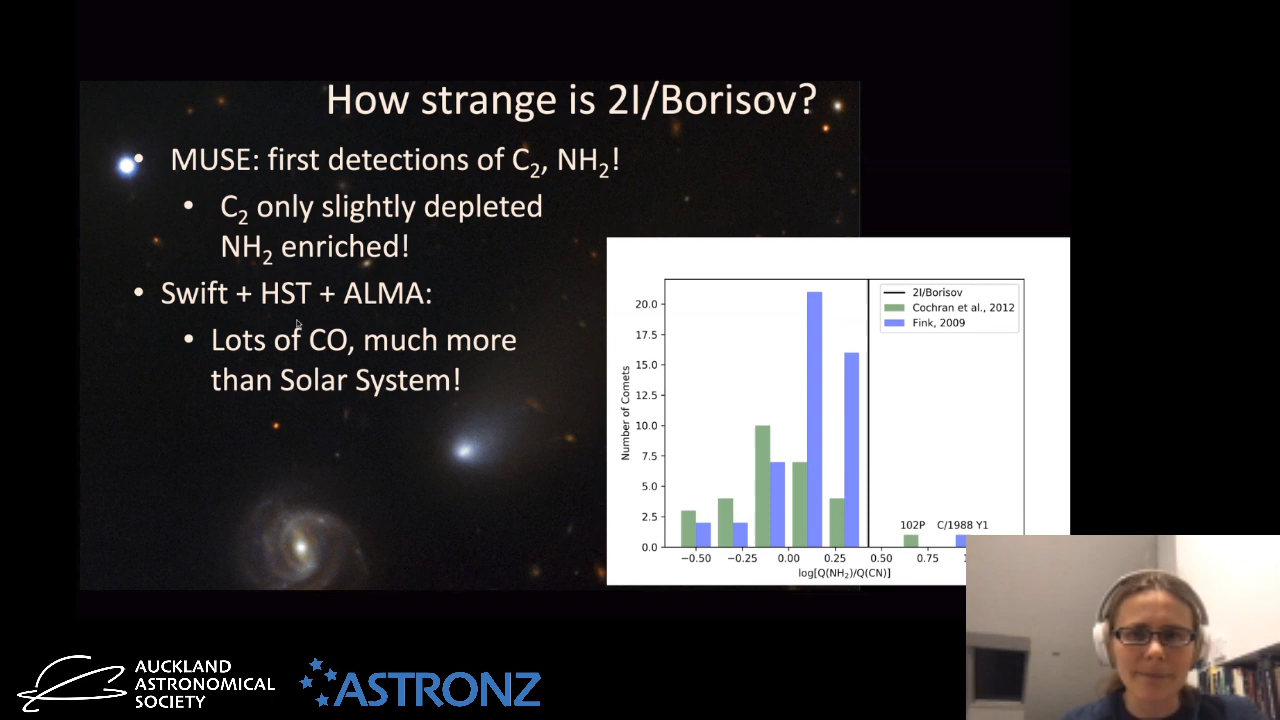 How strange is 2I/Borisov?
• MUSE: first detections of C₂, NH₂!
• C₂ only slightly depleted
NH₂ enriched!
• Swift + HST + ALMA:
• Lots of CO, much more
than Solar System!
2I/Borisov
Cochran et al., 2012
Fink, 2009
Number of Comets
20.0
17.5
15.0
12.5
10.0
7.5
5.0
2.5
0.0
102P C/1988 Y1
−0.50 −0.25 0.00 0.25 0.50 0.75
log[Q(NH₂)/Q(CN)]
AUCKLAND
ASTRONOMICAL
SOCIETY
ASTRONZ